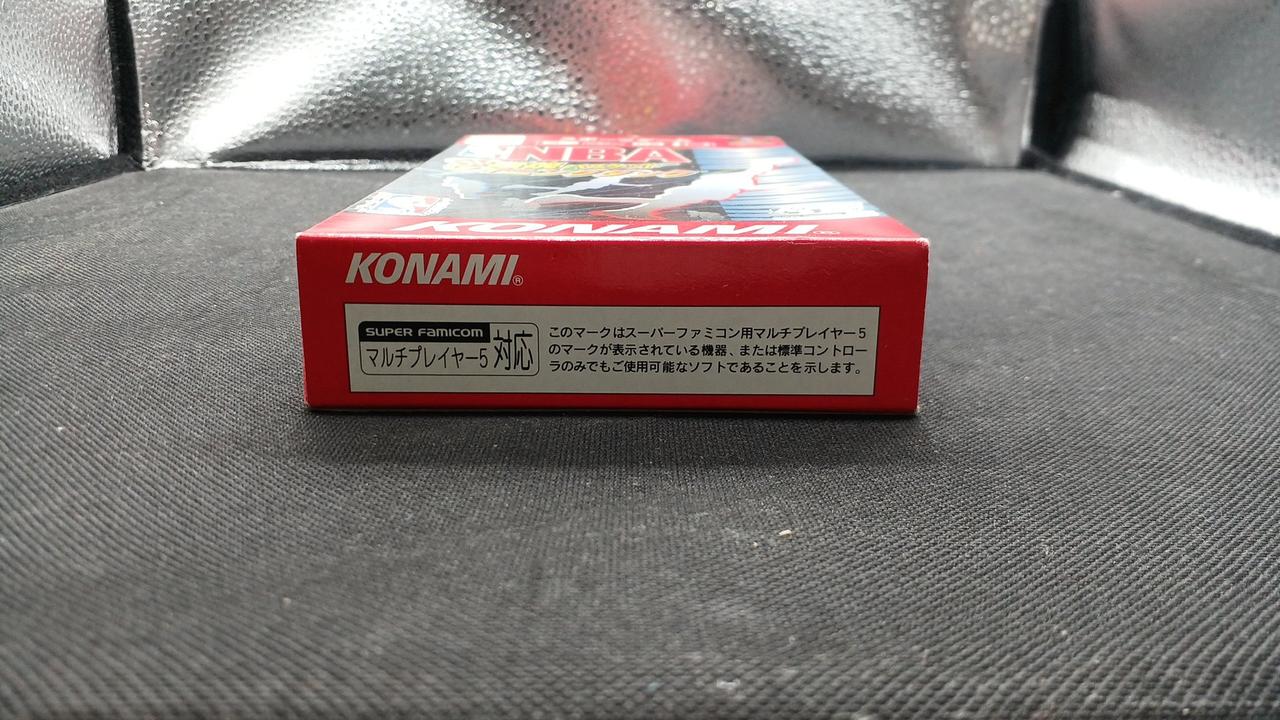 NBA
KONAMI
KONAMI®
SUPER FAMICOM
マルチプレイヤー5 対応
このマークはスーパーファミコン用マルチプレイヤー5
のマークが表示されている機器、または標準コントロー
ラのみでもご使用可能なソフトであることを示します。